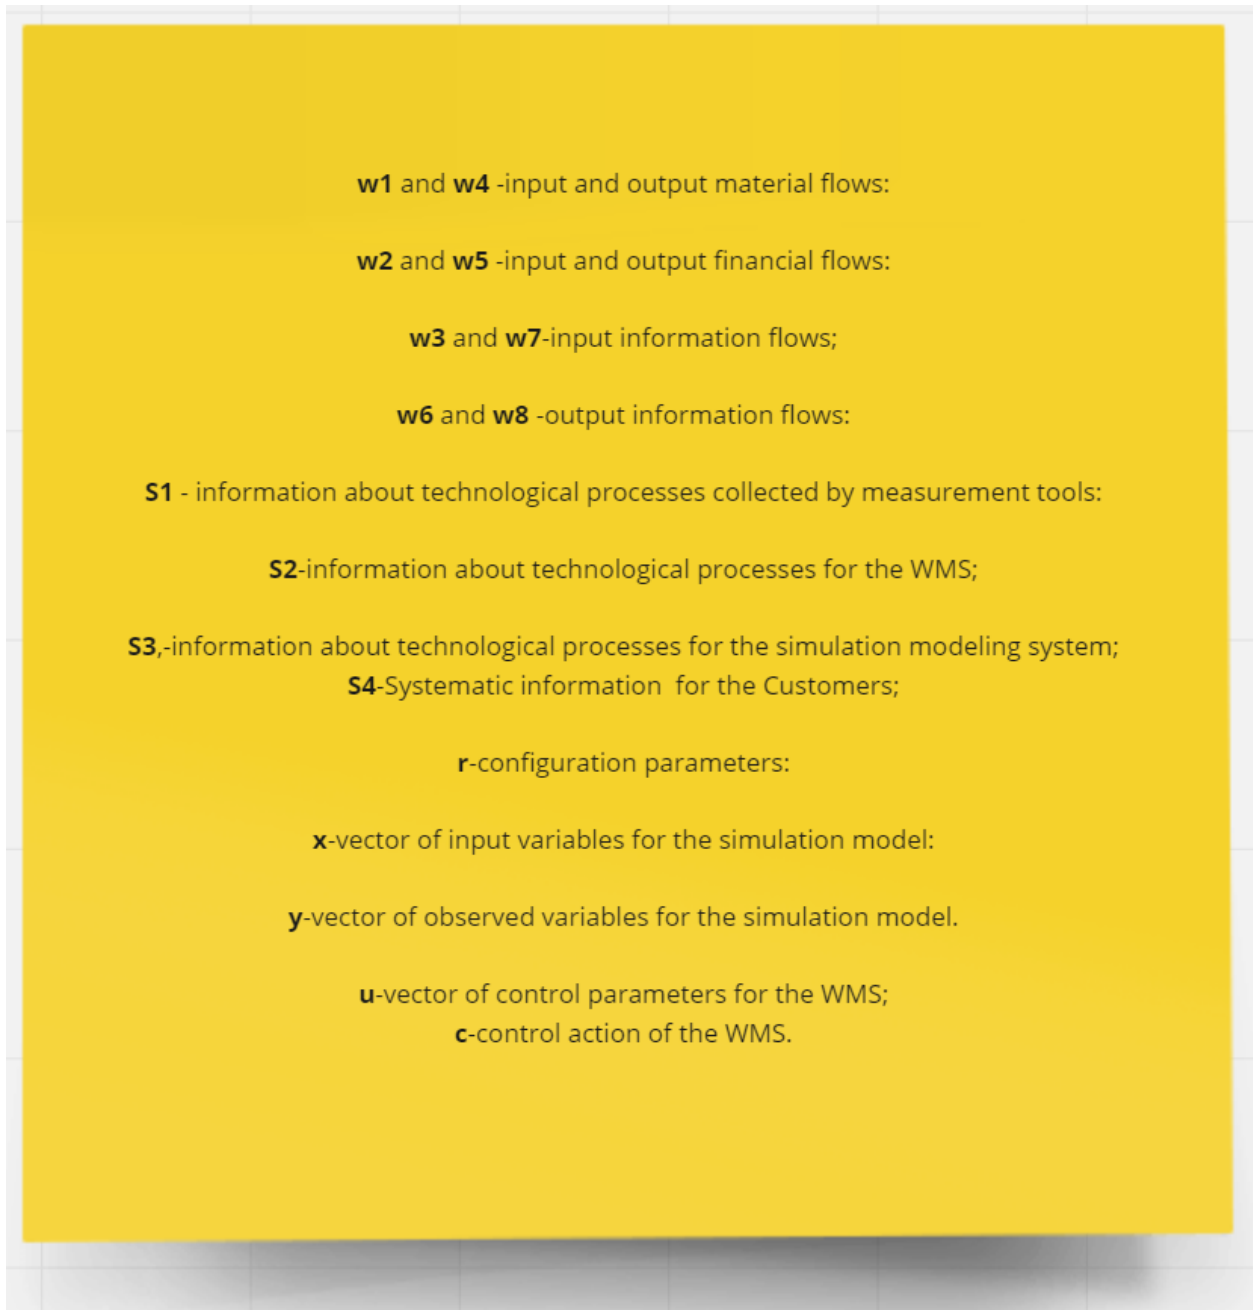 w1 and w4 -input and output material flows:
w2 and w5 -input and output financial flows:
w3 and w7-input information flows;
w6 and w8 -output information flows:
S1 - information about technological processes collected by measurement tools:
S2-information about technological processes for the WMS;
S3,-information about technological processes for the simulation modeling system;
S4-Systematic information  for the Customers;
r-configuration parameters:
x-vector of input variables for the simulation model:
y-vector of observed variables for the simulation model.
u-vector of control parameters for the WMS;
c-control action of the WMS.